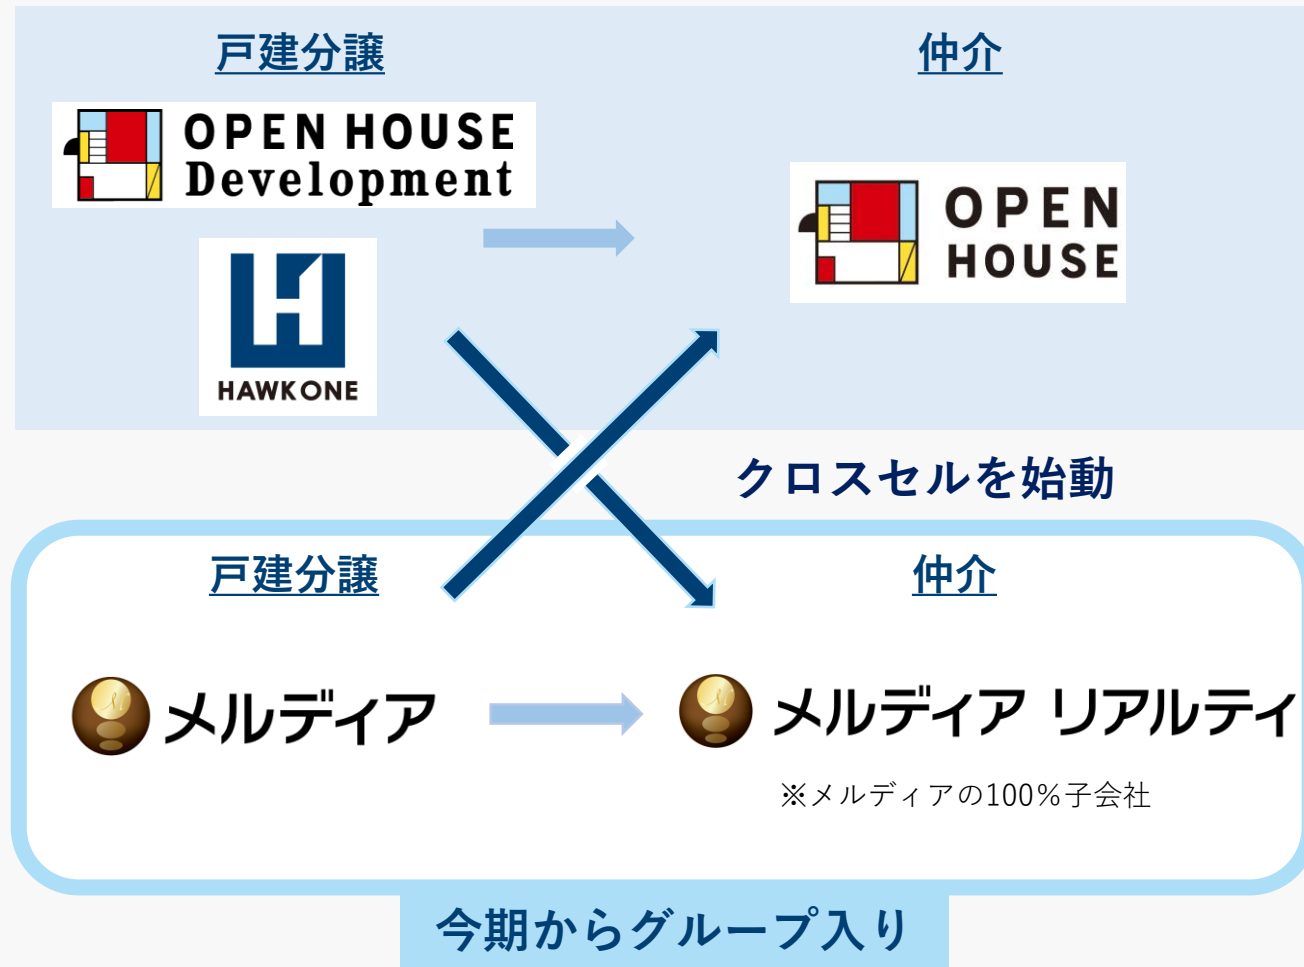 戸建分譲
仲介
OPEN HOUSE
Development
OPEN
HOUSE
HAWK ONE
クロスセルを始動
戸建分譲
仲介
メルディア
メルディア リアルティ
※メルディアの100%子会社
今期からグループ入り